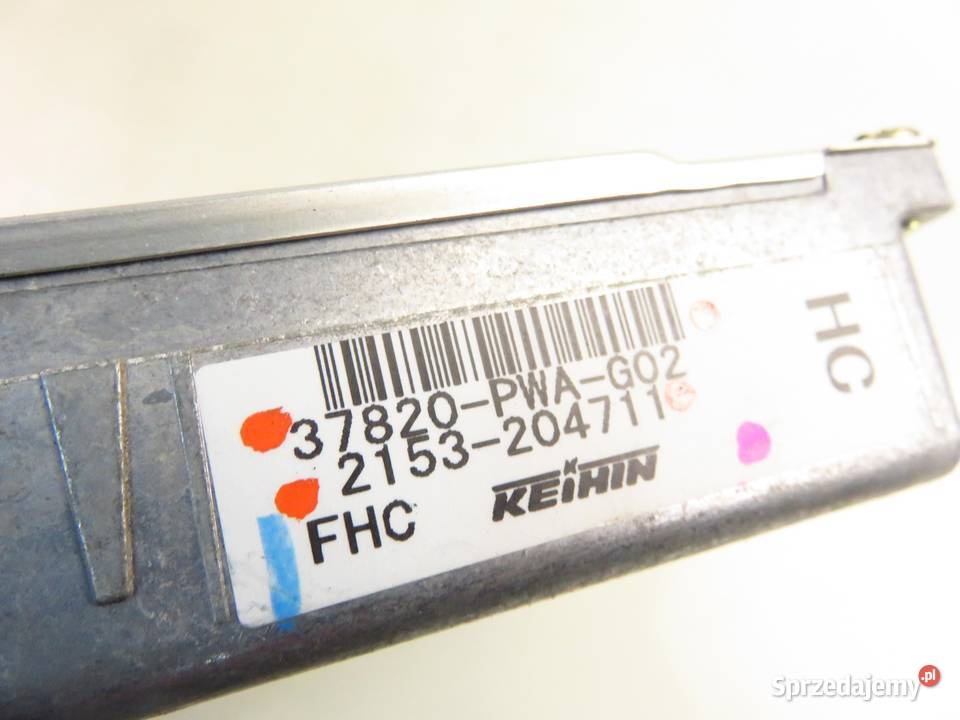 37820-PWA-G02
2153-204711
FHC
KEIHIN
HC
Sprzedajemy.pl